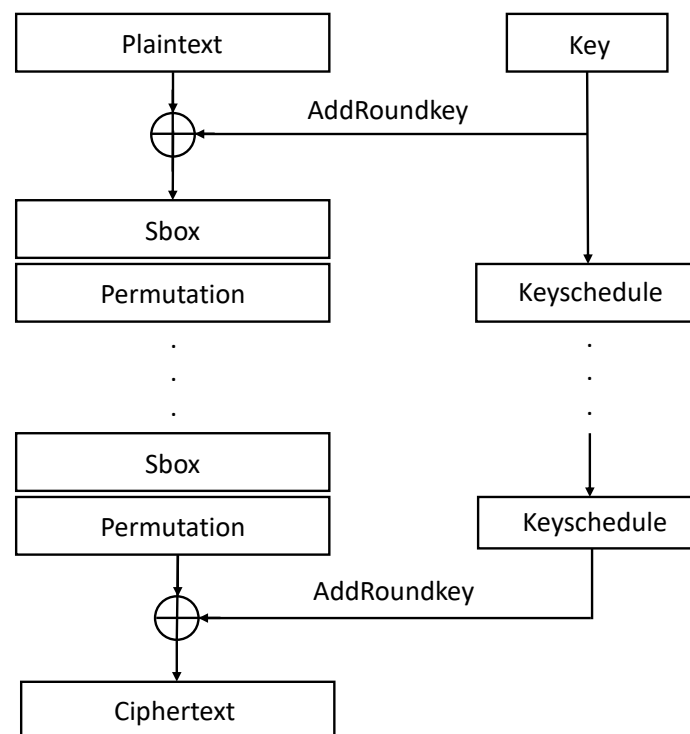 Plaintext
Key
AddRoundkey
Sbox
Permutation
Keyschedule
.
.
.
.
.
.
Sbox
Permutation
Keyschedule
AddRoundkey
Ciphertext